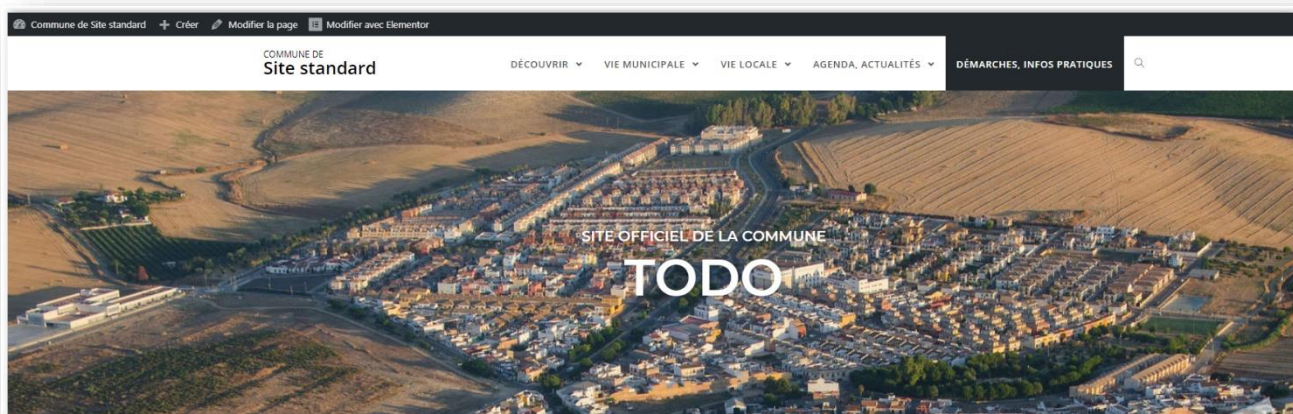 Commune de Site standard Créer Modifier la page Modifier avec Elementor
COMMUNE DE
Site standard
DÉCOUVRIR VIE MUNICIPALE VIE LOCALE AGENDA, ACTUALITÉS DÉMARCHES, INFOS PRATIQUES
SITE OFFICIEL DE LA COMMUNE
TODO